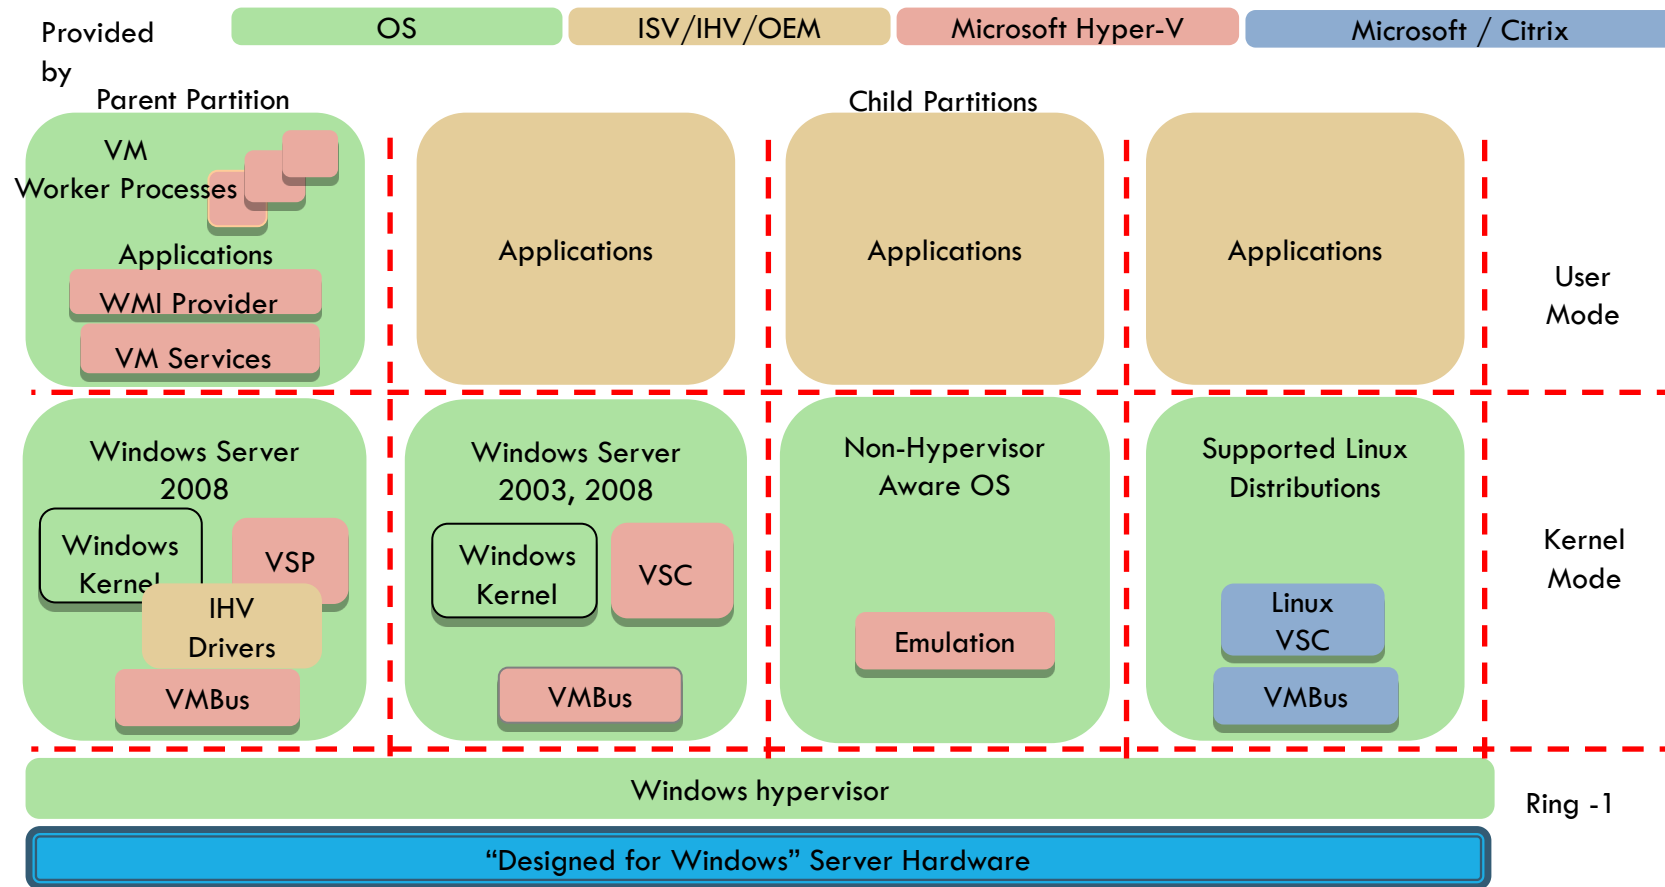 Provided
by
OS
ISV/IHV/OEM
Microsoft Hyper-V
Microsoft / Citrix
Parent Partition
Child Partitions
VM
Worker Processes
Applications
WMI Provider
VM Services
Applications
Applications
Applications
User
Mode
Windows Server
2008
Windows
Kernel
VSP
IHV
Drivers
VMBus
Windows Server
2003, 2008
Windows
Kernel
VSC
VMBus
Non-Hypervisor
Aware OS
Emulation
Supported Linux
Distributions
Linux
VSC
VMBus
Kernel
Mode
Windows hypervisor
Ring -1
“Designed for Windows” Server Hardware